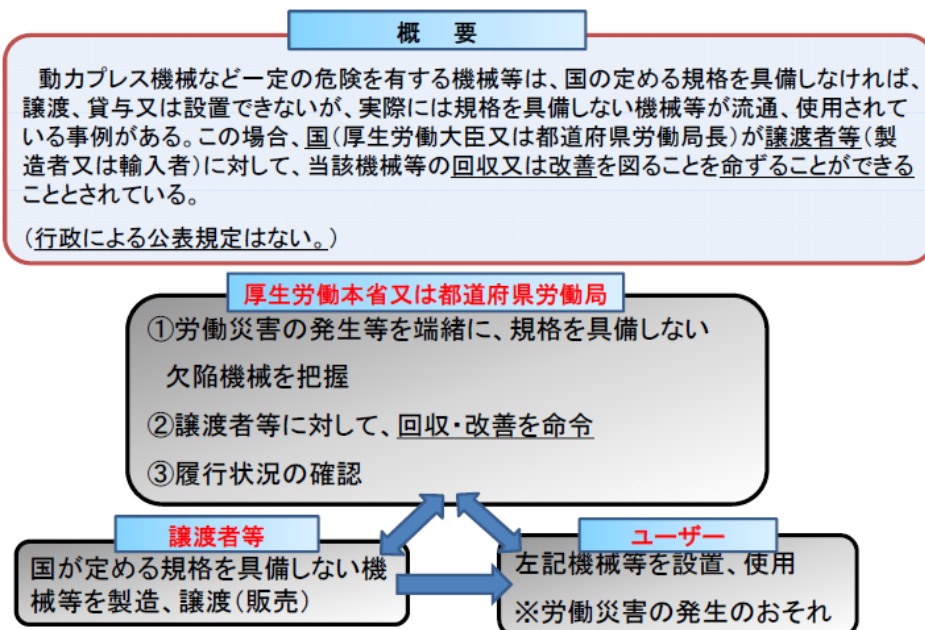 概　要
動力プレス機械など一定の危険を有する機械等は、国の定める規格を具備しなければ、
譲渡、貸与又は設置できないが、実際には規格を具備しない機械等が流通、使用されて
いる事例がある。この場合、国(厚生労働大臣又は都道府県労働局長)が譲渡者等(製
造者又は輸入者)に対して、当該機械等の回収又は改善を図ることを命ずることができる
こととされている。
(行政による公表規定はない。)
厚生労働本省又は都道府県労働局
①労働災害の発生等を端緒に、規格を具備しない
欠陥機械を把握
②譲渡者等に対して、回収・改善を命令
③履行状況の確認
譲渡者等
国が定める規格を具備しない機
械等を製造、譲渡(販売)
ユーザー
左記機械等を設置、使用
※労働災害の発生のおそれ